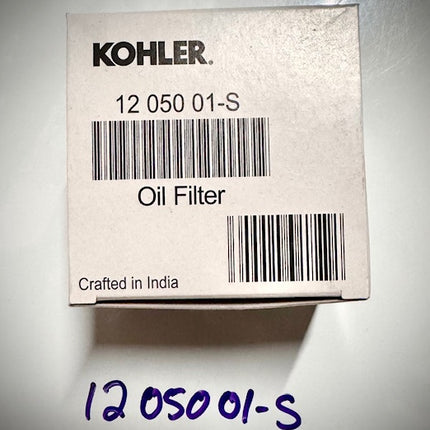 KOHLER.
12 050 01-S
Oil Filter
Crafted in India
12 050 01-S